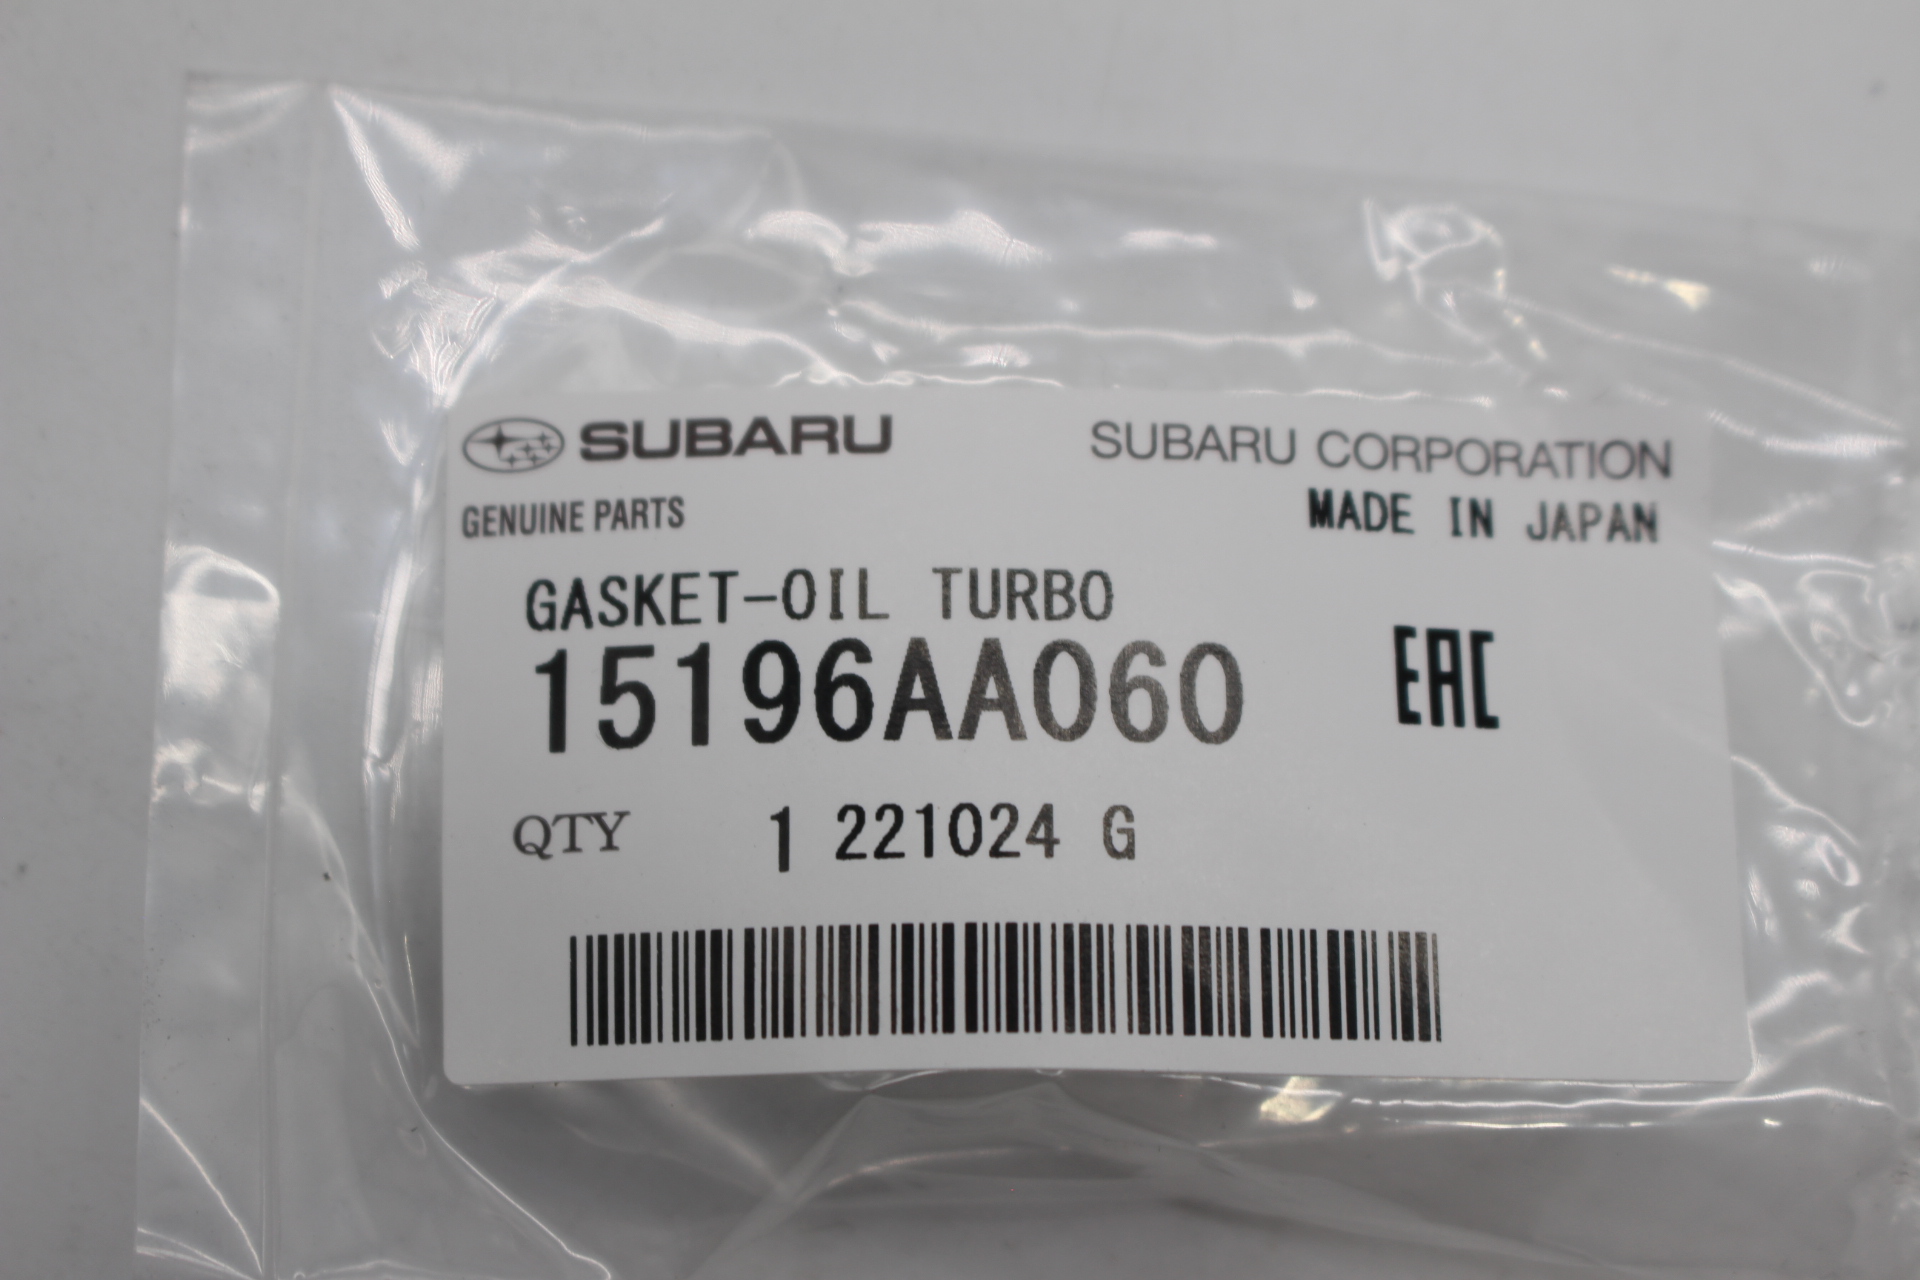 SUBARU
SUBARU CORPORATION
GENUINE PARTS
MADE IN JAPAN
GASKET-OIL TURBO
15196AA060
EAC
QTY 1 221024 G